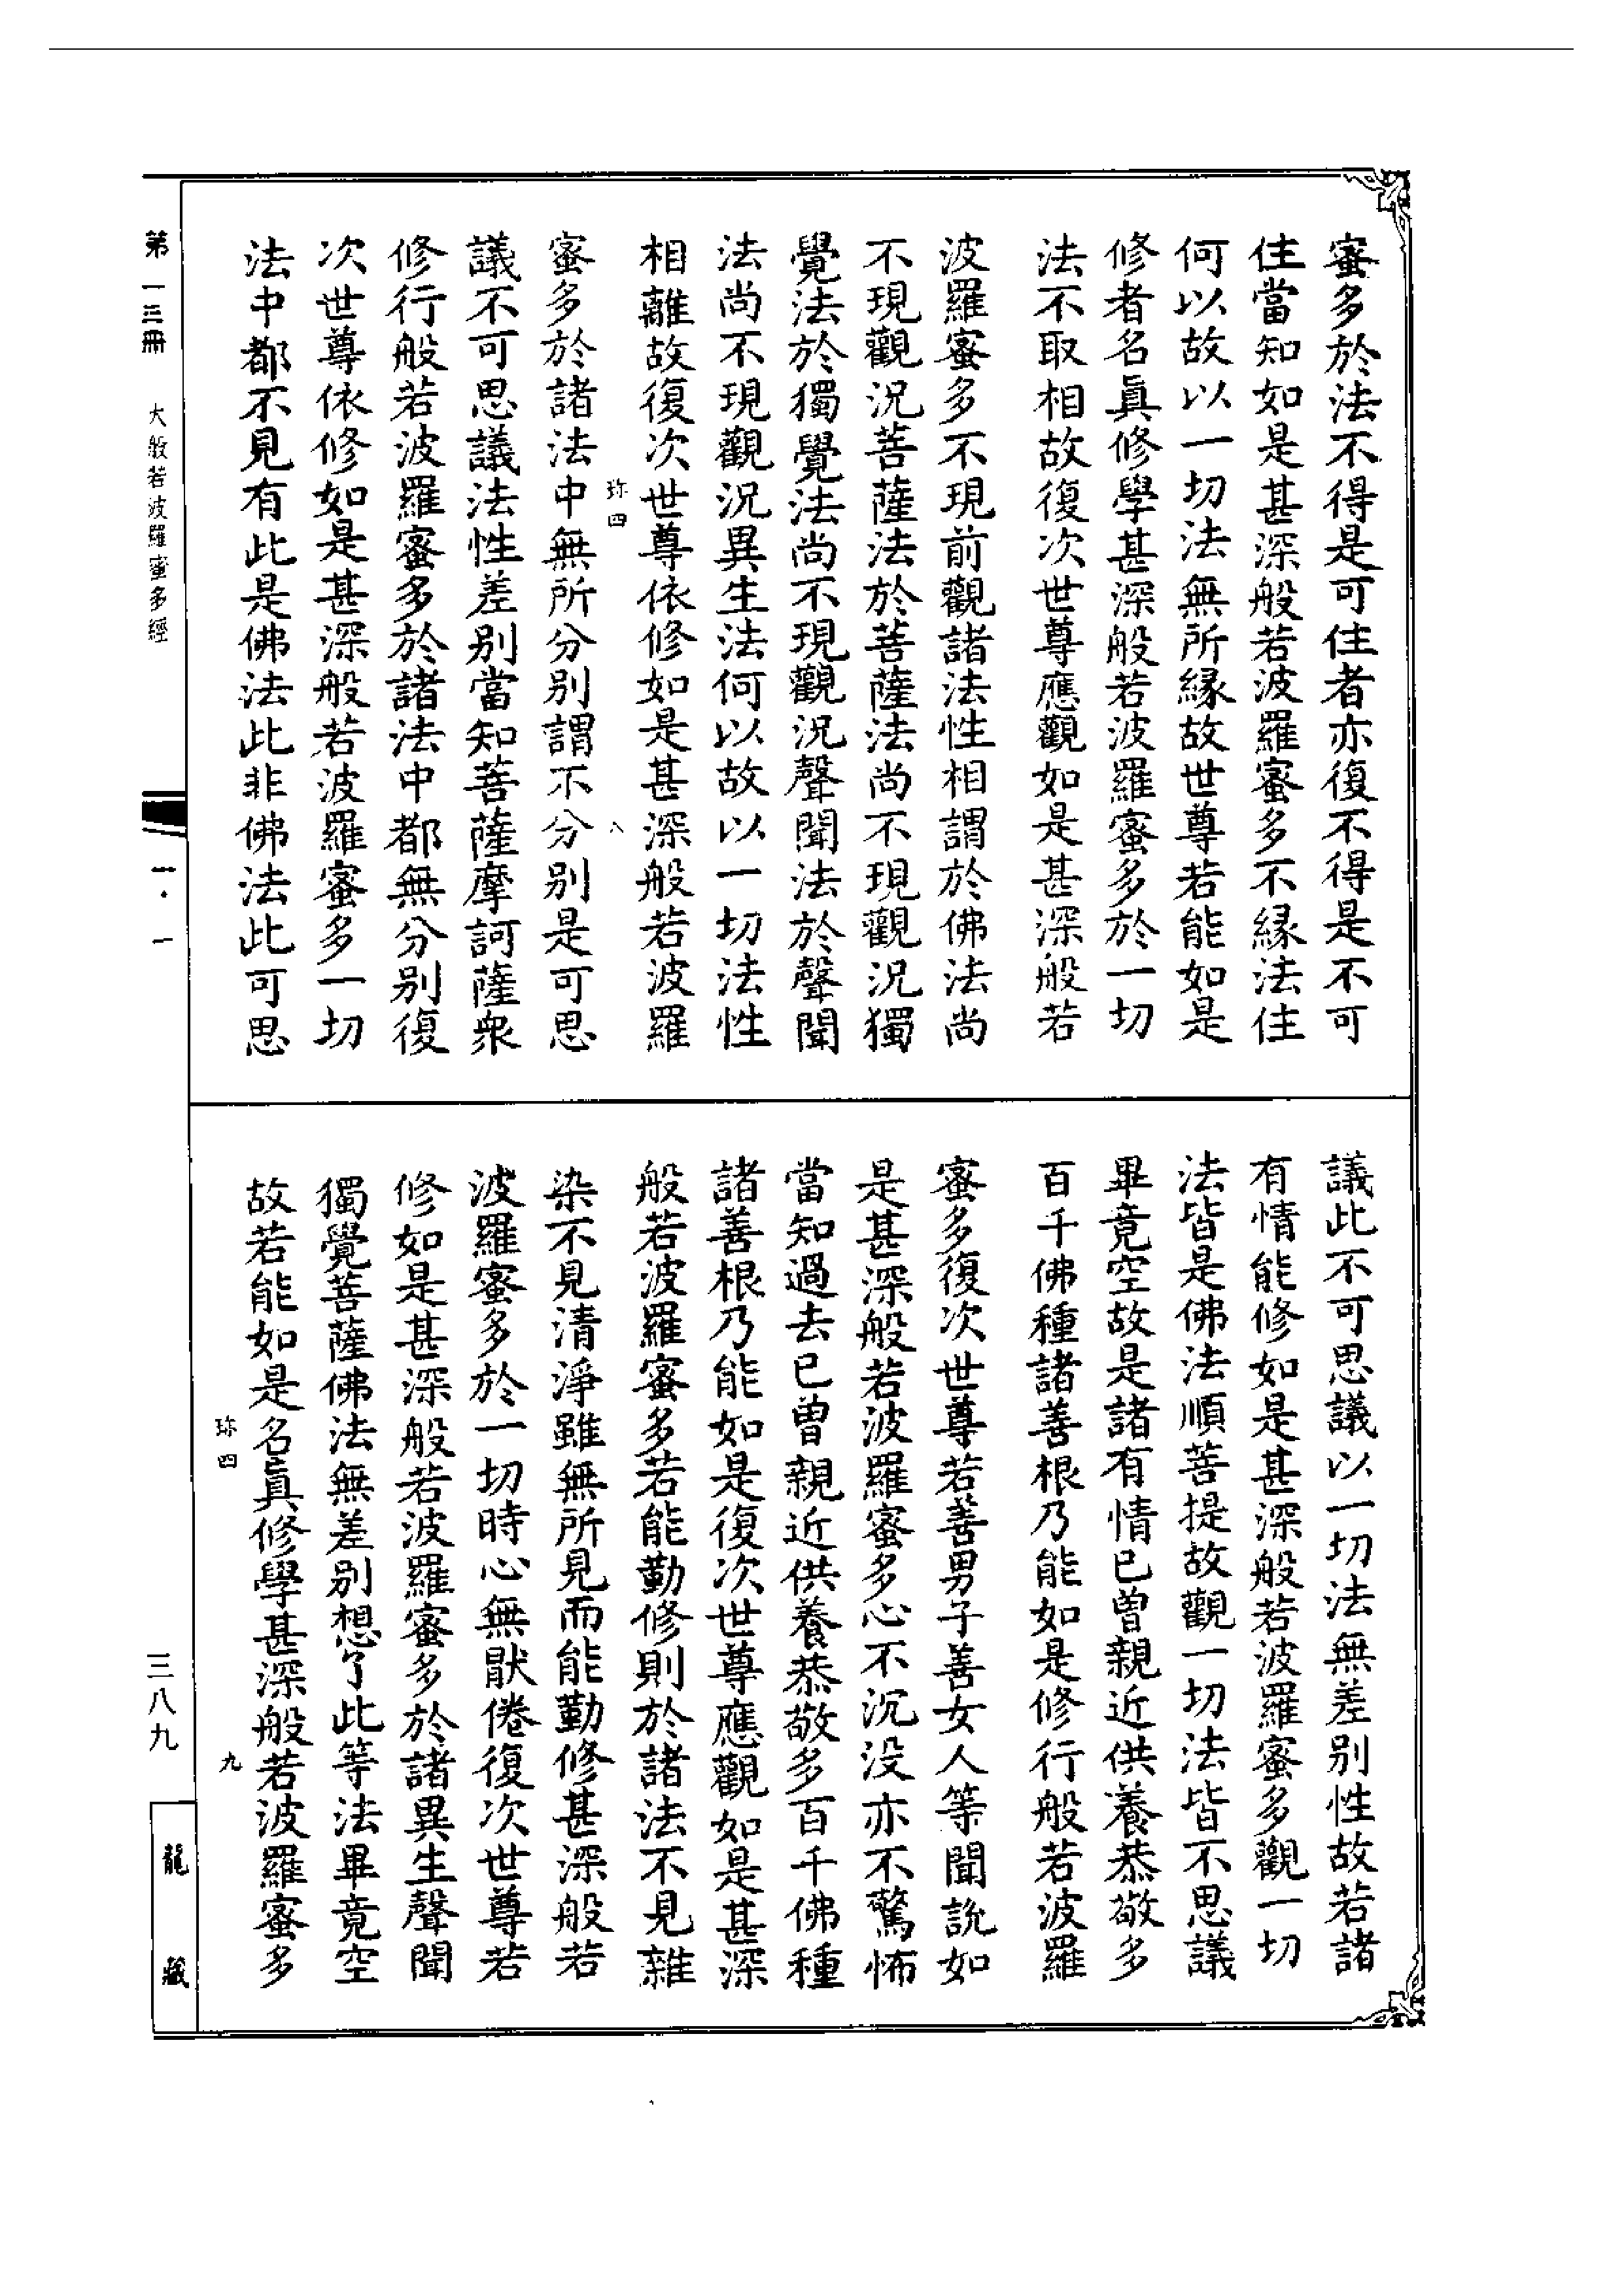 蜜多於法不得是可住者亦復不得是不可
住當知如是甚深般若波羅蜜多不緣法住
何以故以一切法無所緣故世尊若能如是
修者名眞修學甚深般若波羅蜜多於一切
法不取相故復次世尊應觀如是甚深般若
波羅蜜多不現前觀諸法性相謂於佛法尚
不現觀況菩薩法於菩薩法尚不現觀況獨
覺法於獨覺法尚不現觀況聲聞法於聲聞
法尚不現觀況異生法何以故以一切法性
相離故復次世尊依修如是甚深般若波羅
珎四 八
蜜多於諸法中無所分別謂不分別是可思
議不可思議法性差別當知菩薩摩訶薩衆
修行般若波羅蜜多於諸法中都無分別復
次世尊依修如是甚深般若波羅蜜多一切
法中都不見有此是佛法此非佛法此可思
議此不可思議以一切法無差別性故若諸
有情能修如是甚深般若波羅蜜多觀一切
法皆是佛法順菩提故觀一切法皆不思議
畢竟空故是諸有情已曾親近供養恭敬多
百千佛種諸善根乃能如是修行般若波羅
蜜多復次世尊若善男子善女人等聞說如
是甚深般若波羅蜜多心不沉没亦不驚怖
當知過去已曾親近供養恭敬多百千佛種
諸善根乃能如是復次世尊應觀如是甚深
般若波羅蜜多若能勤修則於諸法不見雜
染不見清淨雖無所見而能勤修甚深般若
波羅蜜多於一切時心無厭倦復次世尊若
修如是甚深般若波羅蜜多於諸異生聲聞
獨覺菩薩佛法無差別想了此等法畢竟空
故若能如是名眞修學甚深般若波羅蜜多
珎四 九
第一三冊 大般若波羅蜜多經
一·一
三八九
龍藏